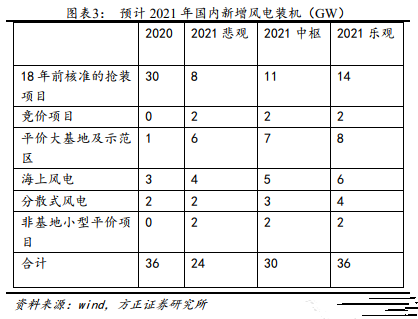 图表3： 预计 2021 年国内新增风电装机（GW）
2020 2021 悲观 2021 中枢 2021 乐观
18 年前核准的抢装项目 30 8 11 14
竞价项目 0 2 2 2
平价大基地及示范区 1 6 7 8
海上风电 3 4 5 6
分散式风电 2 2 3 4
非基地小型平价项目 0 2 2 2
合计 36 24 30 36
资料来源：wind，方正证券研究所